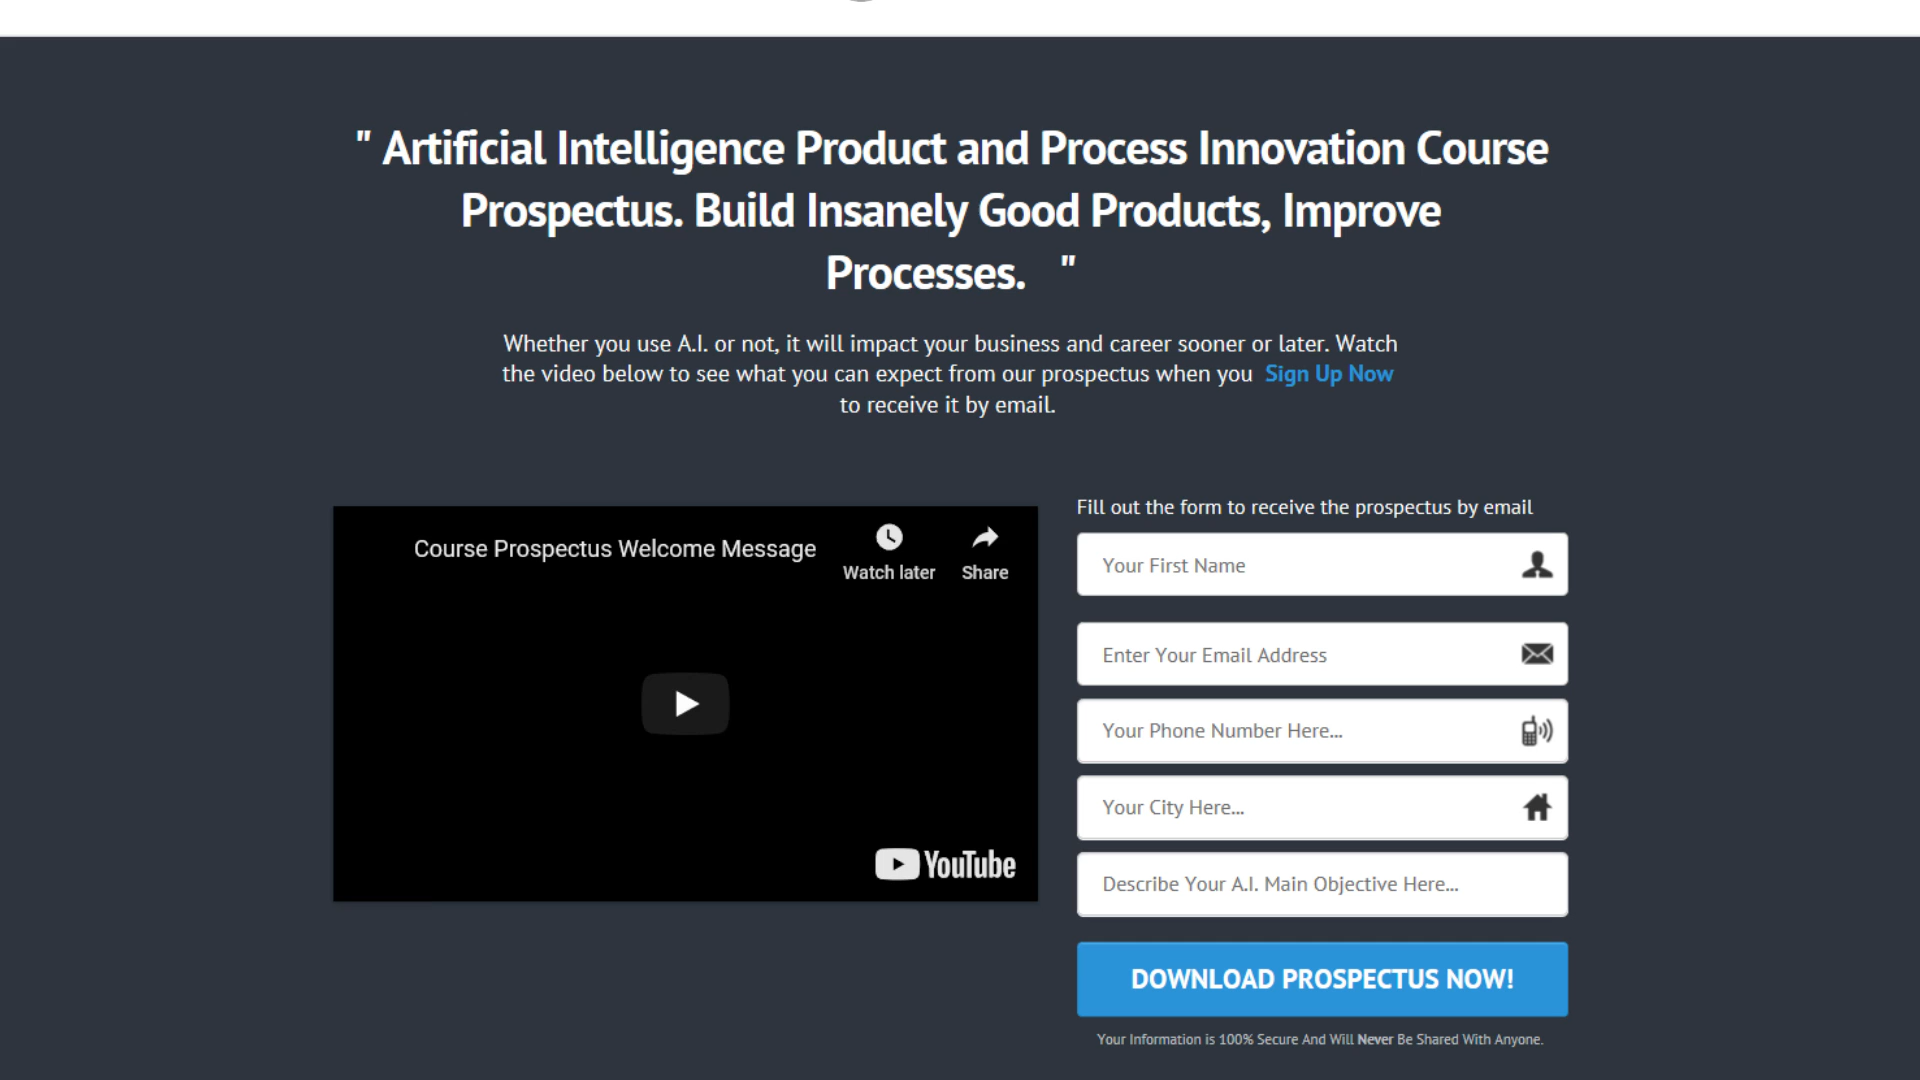 " Artificial Intelligence Product and Process Innovation Course
Prospectus. Build Insanely Good Products, Improve
Processes. "
Whether you use A.I. or not, it will impact your business and career sooner or later. Watch
the video below to see what you can expect from our prospectus when you Sign Up Now
to receive it by email.
Course Prospectus Welcome Message
Watch later
Share
YouTube
Fill out the form to receive the prospectus by email
Your First Name
Enter Your Email Address
Your Phone Number Here...
Your City Here...
Describe Your A.I. Main Objective Here...
DOWNLOAD PROSPECTUS NOW!
Your Information is 100% Secure And Will Never Be Shared With Anyone.